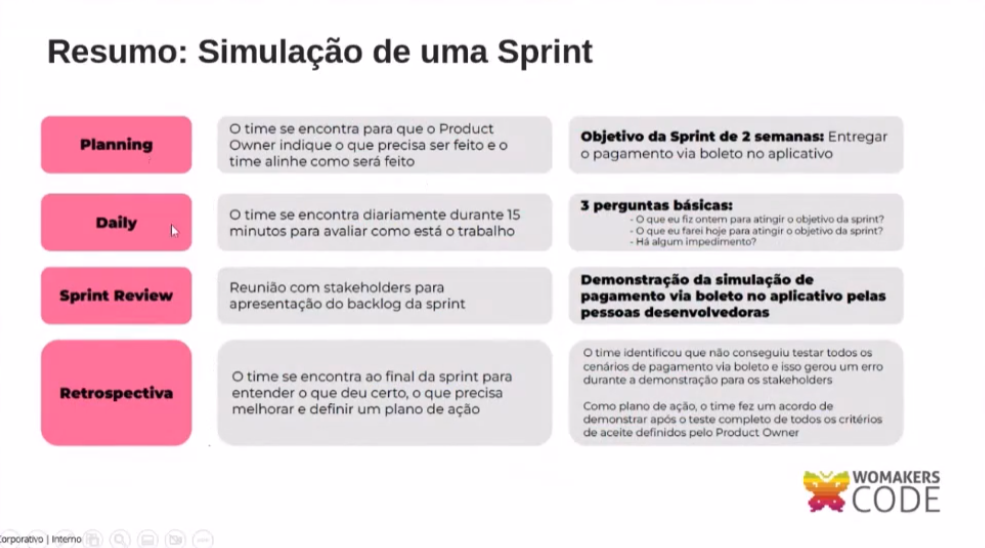 Resumo: Simulação de uma Sprint
Planning
O time se encontra para que o Product
Owner indique o que precisa ser feito e o
time alinhe como será feito
Objetivo da Sprint de 2 semanas: Entregar
o pagamento via boleto no aplicativo
Daily
O time se encontra diariamente durante 15
minutos para avaliar como está o trabalho
3 perguntas básicas:
- O que eu fiz ontem para atingir o objetivo da sprint?
- O que eu farei hoje para atingir o objetivo da sprint?
- Há algum impedimento?
Sprint Review
Reunião com stakeholders para
apresentação do backlog da sprint
Demonstração da simulação de
pagamento via boleto no aplicativo pelas
pessoas desenvolvedoras
Retrospectiva
O time se encontra ao final da sprint para
entender o que deu certo, o que precisa
melhorar e definir um plano de ação
O time identificou que não conseguiu testar todos os
cenários de pagamento via boleto e isso gerou um erro
durante a demonstração para os stakeholders
Como plano de ação, o time fez um acordo de
demonstrar após o teste completo de todos os critérios
de aceite definidos pelo Product Owner
WOMAKERS
CODE
orporativo | Interno